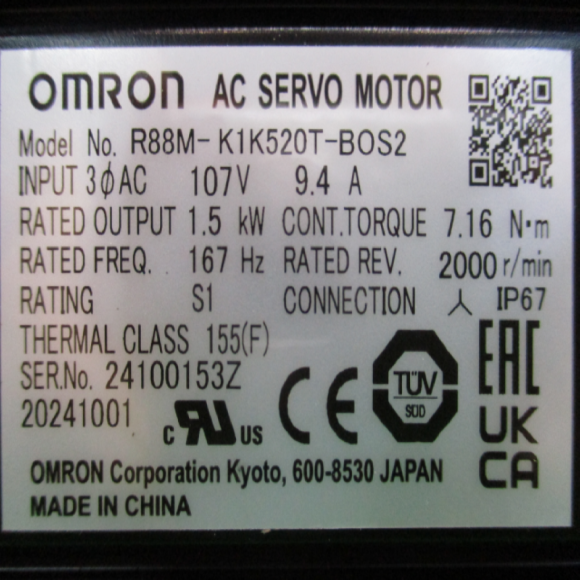 OMRON AC SERVO MOTOR
Model No. R88M-K1K520T-BOS2
INPUT 3ϕAC 107V 9.4 A
RATED OUTPUT 1.5 kW CONT.TORQUE 7.16 N·m
RATED FREQ. 167 Hz RATED REV. 2000 r/min
RATING S1 CONNECTION 人 IP67
THERMAL CLASS 155(F)
SER.No. 24100153Z
20241001
c RU US
CE
TÜV
SÜD
EAC
UK
CA
OMRON Corporation Kyoto, 600-8530 JAPAN
MADE IN CHINA